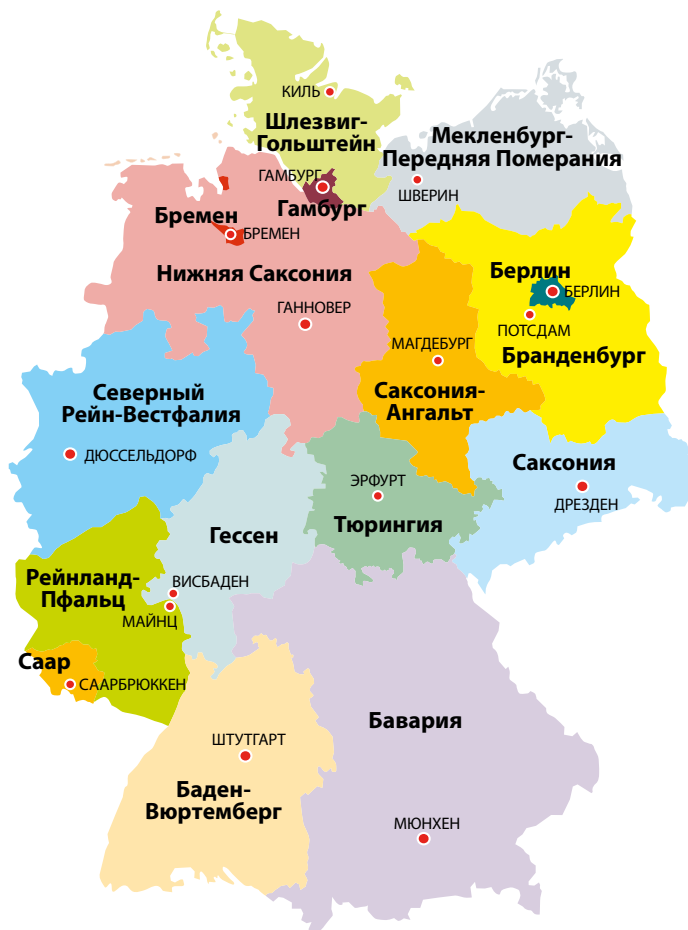 КИЛЬ
Шлезвиг-
Гольштейн
Мекленбург-
Передняя Померания
ГАМБУРГ
ШВЕРИН
Гамбург
Бремен
БРЕМЕН
Нижняя Саксония
Берлин
БЕРЛИН
ГАННОВЕР
ПОТСДАМ
МАГДЕБУРГ
Бранденбург
Северный
Рейн-Вестфалия
Саксония-
Ангальт
ДЮССЕЛЬДОРФ
Саксония
ЭРФУРТ
ДРЕЗДЕН
Тюрингия
Гессен
Рейнланд-
Пфальц
ВИСБАДЕН
МАЙНЦ
Саар
СААРБРЮККЕН
Бавария
ШТУТГАРТ
Баден-
Вюртемберг
МЮНХЕН